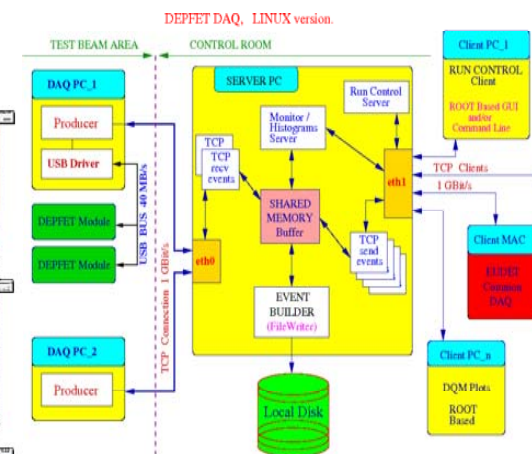 DEPFET DAQ, LINUX version.
TEST BEAM AREA
CONTROL ROOM
DAQ PC_1
Producer
USB Driver
DEPFET Module
DEPFET Module
USB BUS 40 MB/s
DAQ PC_2
Producer
TCP Connection 1 GBit/s
SERVER PC
Run Control
Server
Monitor /
Histograms
Server
TCP
TCP
recv
events
eth0
eth1
SHARED
MEMORY
Buffer
TCP
send
events
EVENT
BUILDER
(FileWriter)
Local Disk
Client PC_1
RUN CONTROL
Client
ROOT Based GUI
and/or
Command Line
TCP Clients
1 GBit/s
Client MAC
EUDET
Common
DAQ
Client PC_n
DQM Plots
ROOT
Based